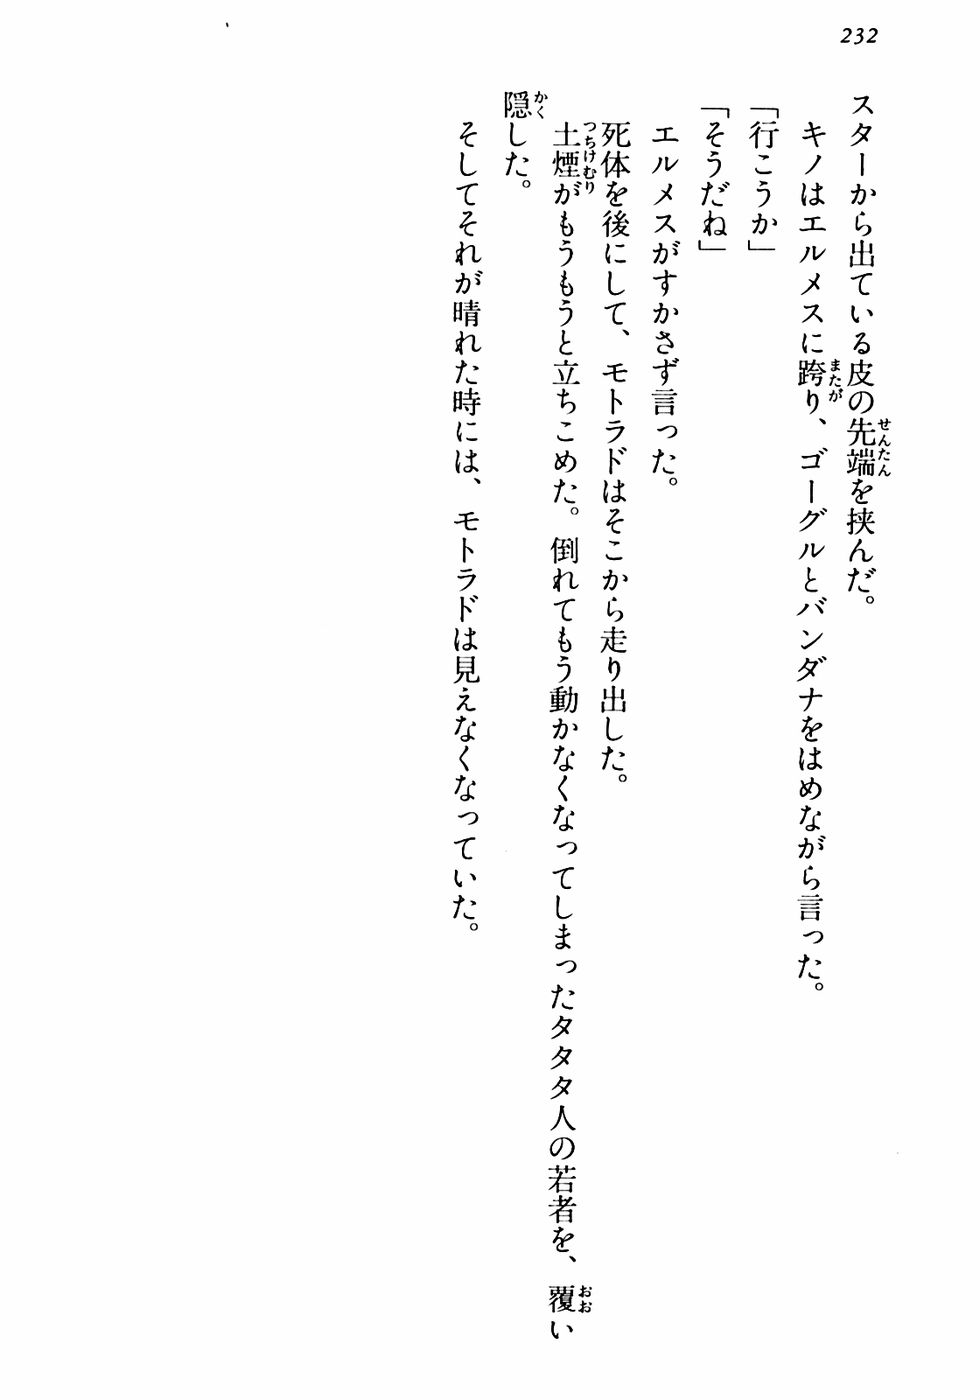 232
スターから出ている皮の先端を挟んだ。
キノはエルメスに跨り、ゴーグルとバンダナをはめながら言った。
「行こうか」
「そうだね」
エルメスがすかさず言った。
死体を後にして、モトラドはそこから走り出した。
土煙がもうもうと立ちこめた。倒れてもう動かなくなってしまったタタタ人の若者を、覆い
隠した。
そしてそれが晴れた時には、モトラドは見えなくなっていた。